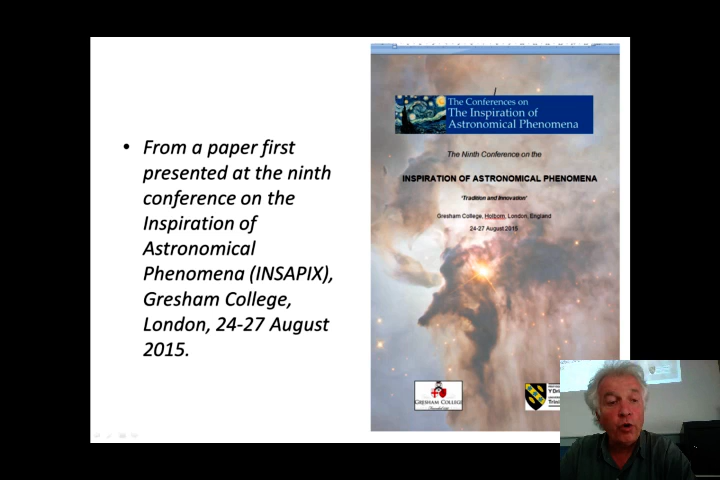 • From a paper first
presented at the ninth
conference on the
Inspiration of
Astronomical
Phenomena (INSAPIX),
Gresham College,
London, 24-27 August
2015.
The Conferences on
The Inspiration of
Astronomical Phenomena
The Ninth Conference on the
INSPIRATION OF ASTRONOMICAL PHENOMENA
'Tradition and Innovation'
Gresham College, Holborn, London, England
24-27 August 2015
GRESHAM COLLEGE